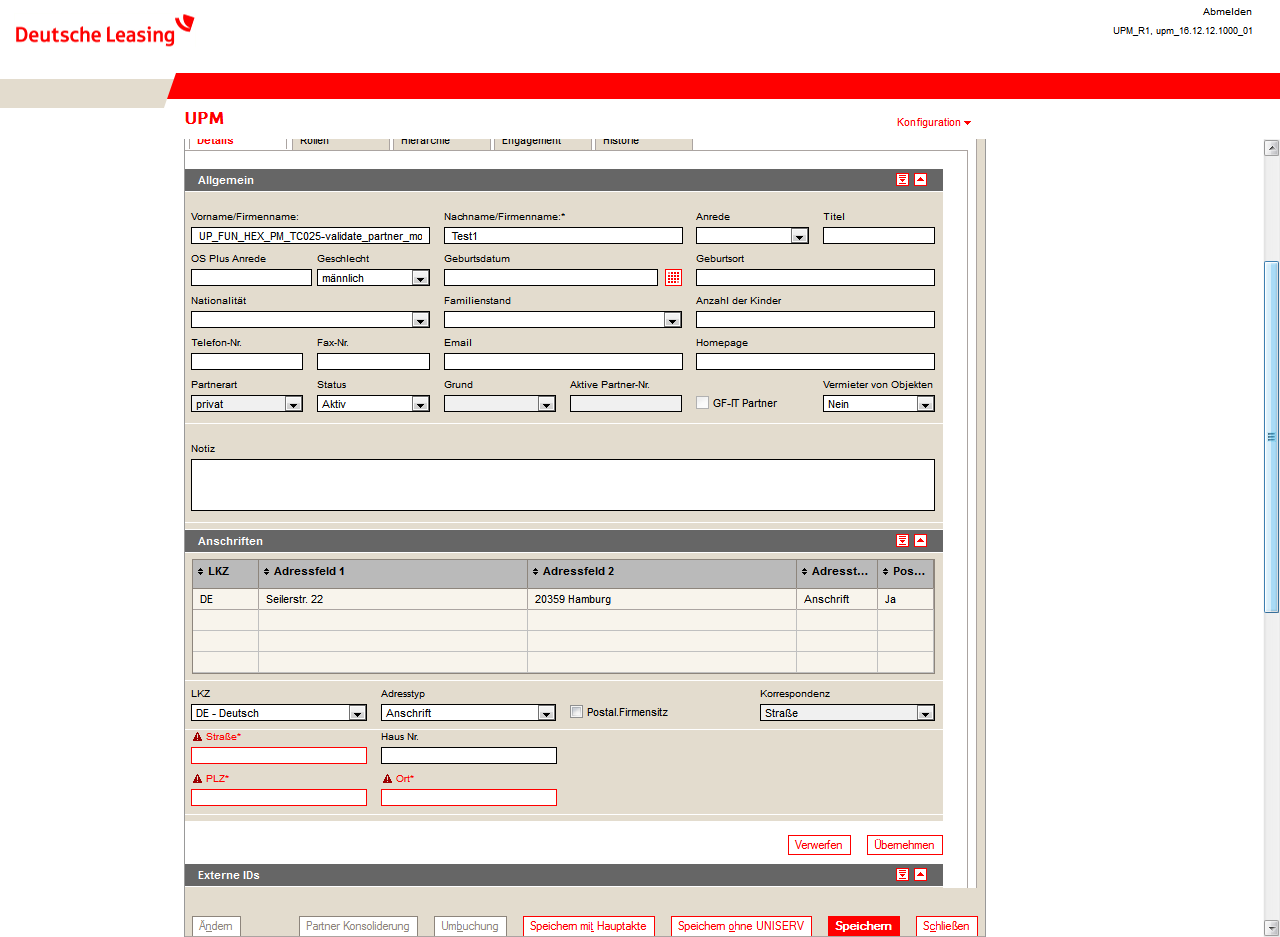 Abmelden
Deutsche Leasing
UPM_R1, upm_16.12.12.1000_01
UPM
Konfiguration
Details Rollen Hierarchie Engagement Historie
Allgemein
Vorname/Firmenname: Nachname/Firmenname:* Anrede Titel
UP_FUN_HEX_PM_TC025-validate_partner_mo Test1
OS Plus Anrede Geschlecht Geburtsdatum Geburtsort
männlich
Nationalität Familienstand Anzahl der Kinder
Telefon-Nr. Fax-Nr. Email Homepage
Partnerart Status Grund Aktive Partner-Nr. Vermieter von Objekten
privat Aktiv GF-IT Partner Nein
Notiz
Anschriften
LKZ Adressfeld 1 Adressfeld 2 Adresst... Pos...
DE Seilerstr. 22 20359 Hamburg Anschrift Ja
LKZ Adresstyp Korrespondenz
DE - Deutsch Anschrift Postal.Firmensitz Straße
Straße* Haus Nr.
PLZ* Ort*
Verwerfen Übernehmen
Externe IDs
Ändern Partner Konsolidierung Umbuchung Speichern mit Hauptakte Speichern ohne UNISERV Speichern Schließen